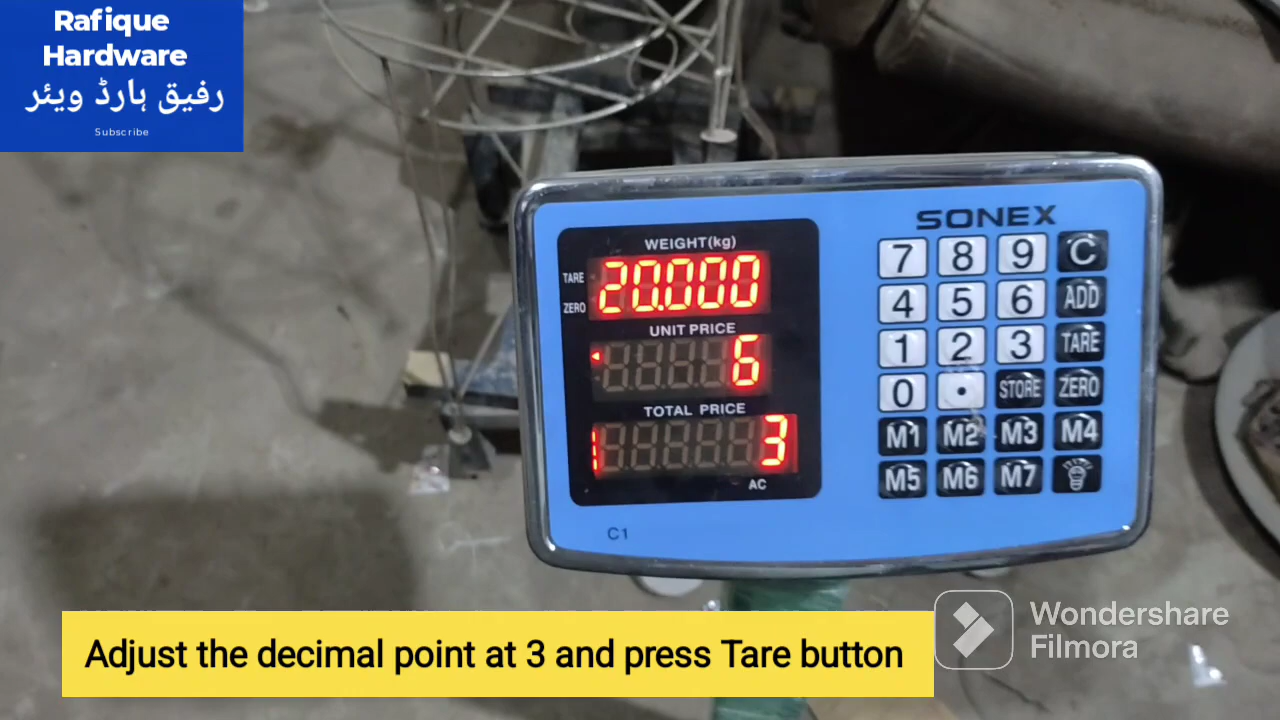 Rafique
Hardware
رفیق ہارڈ ویئر
Subscribe
SONEX
WEIGHT(kg)
TARE
ZERO
20.000
UNIT PRICE
6
TOTAL PRICE
3
AC
C1
7 8 9 C
4 5 6 ADD
1 2 3 TARE
0 . STORE ZERO
M1 M2 M3 M4
M5 M6 M7
Adjust the decimal point at 3 and press Tare button
Wondershare
Filmora